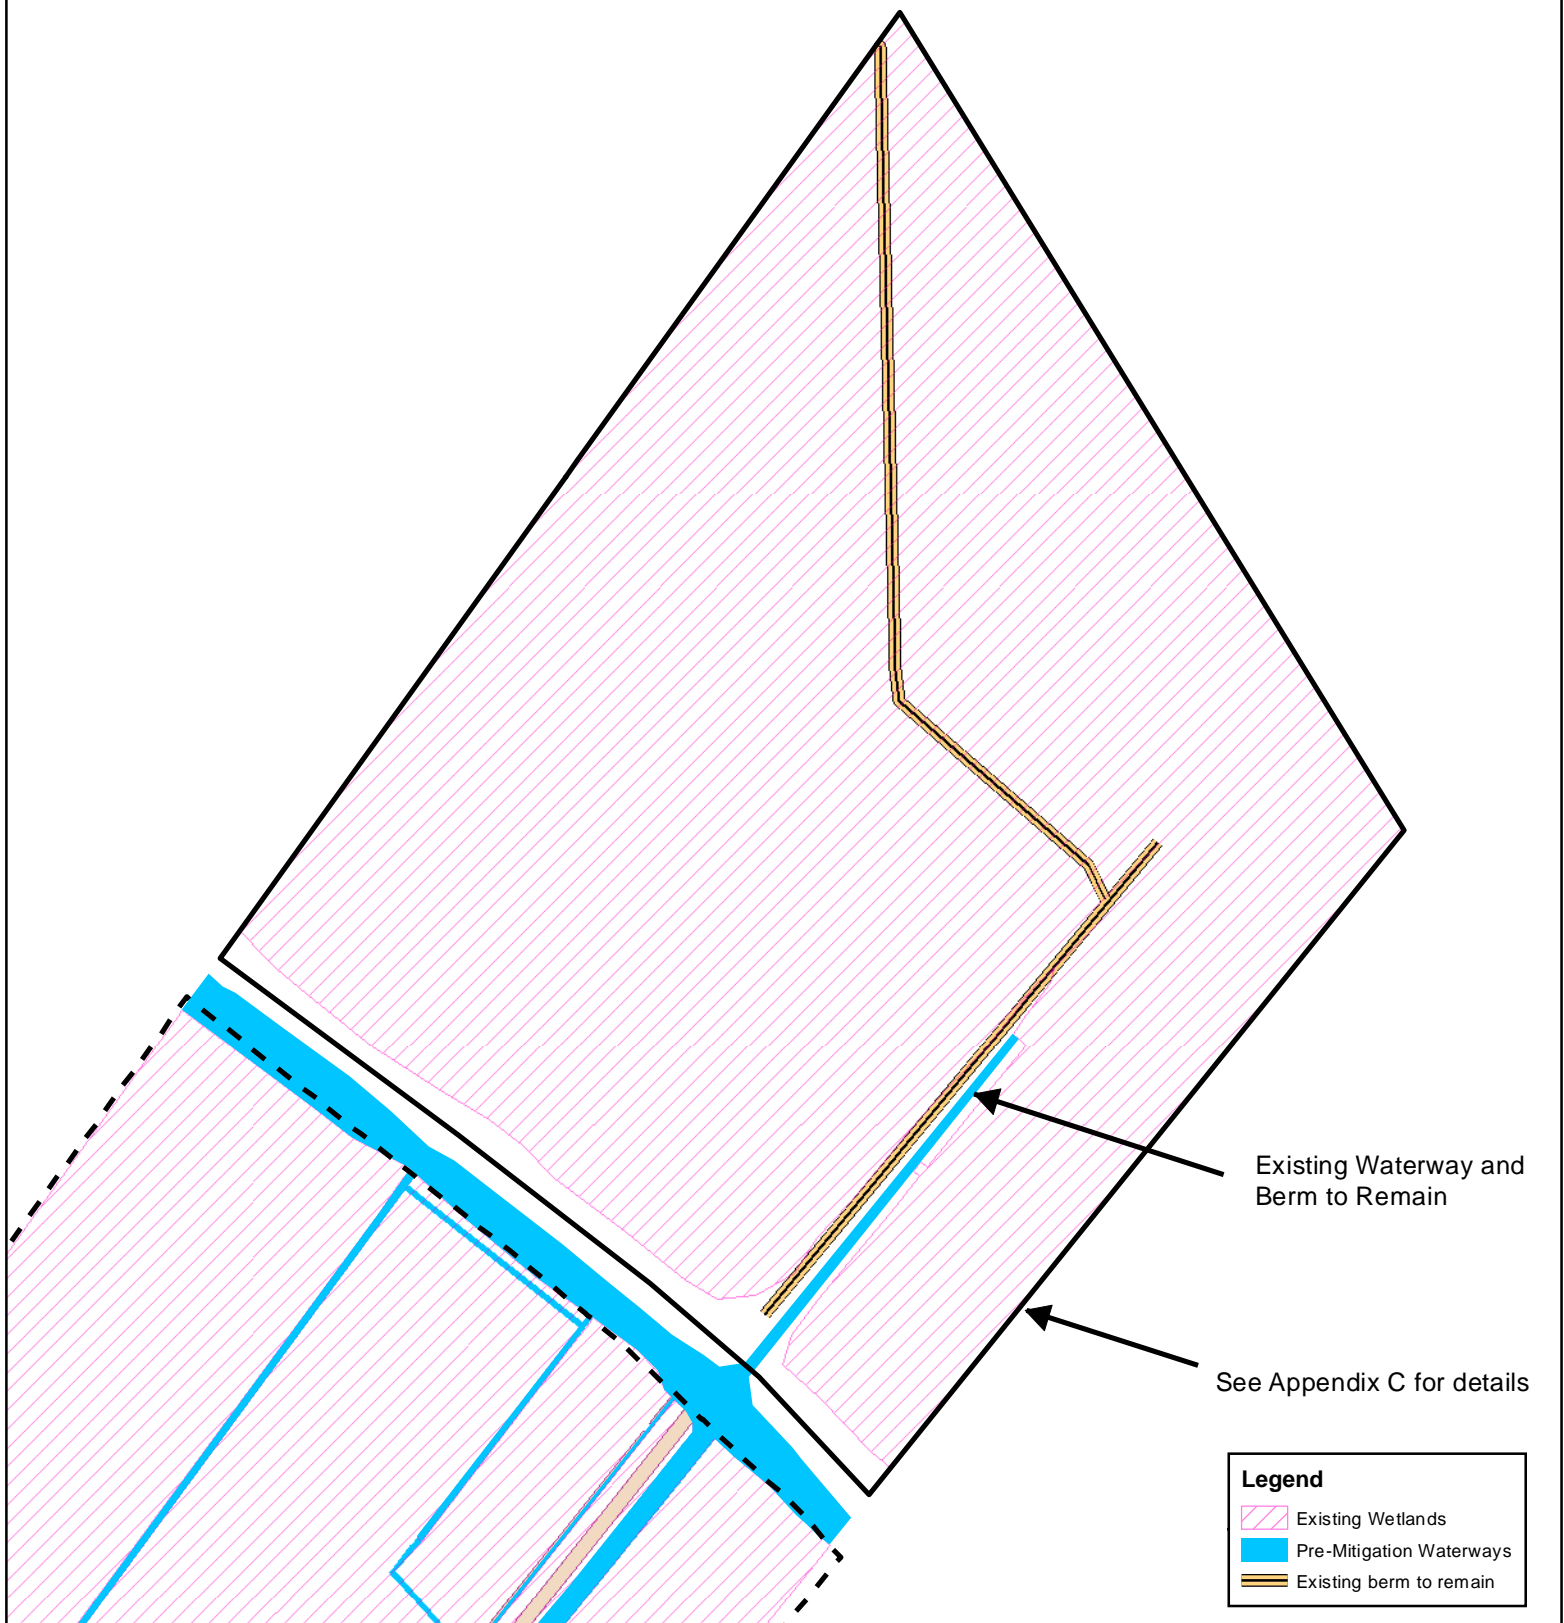 Existing Waterway and
Berm to Remain
See Appendix C for details
Legend
Existing Wetlands
Pre-Mitigation Waterways
Existing berm to remain